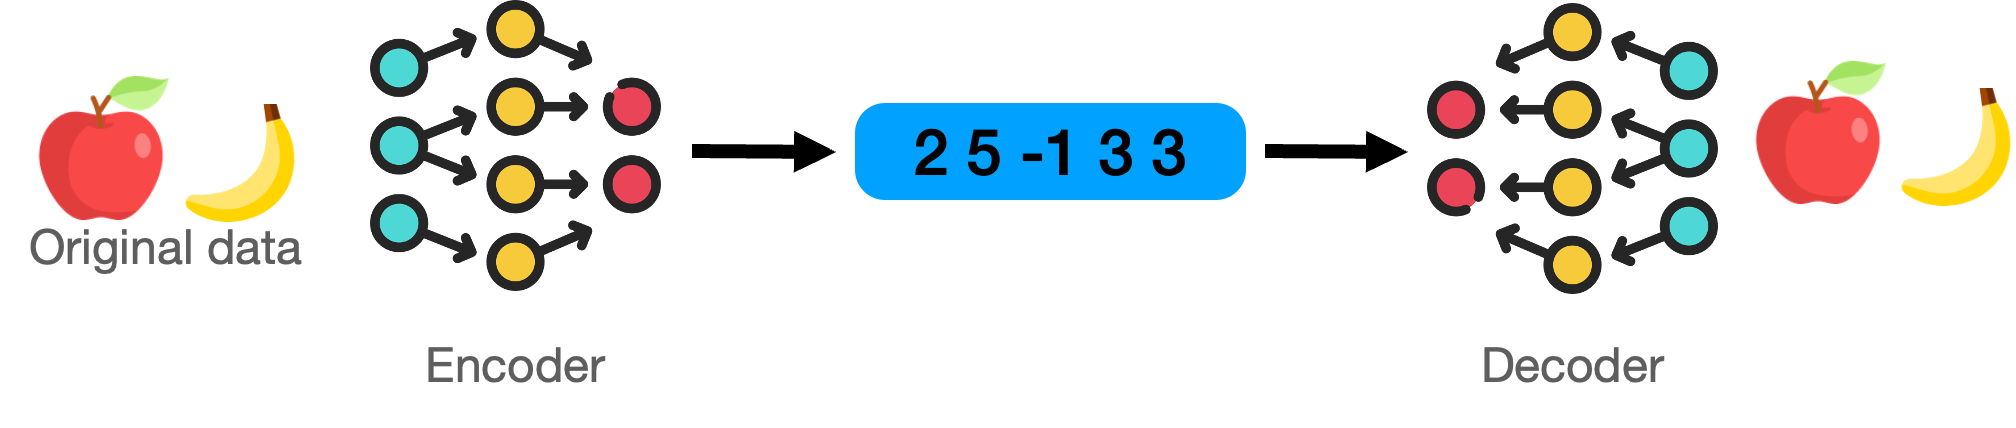 2 5 -1 3 3
Original data
Encoder
Decoder